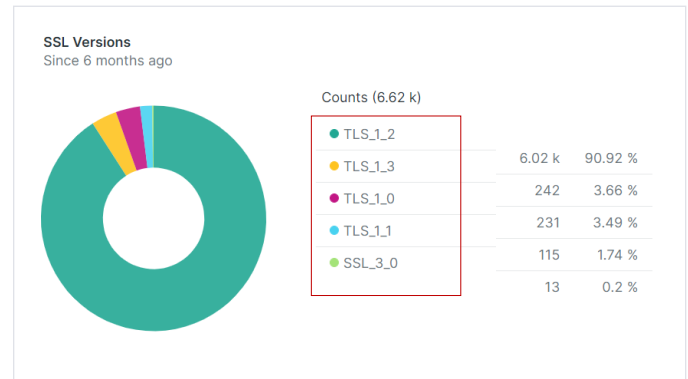 SSL Versions
Since 6 months ago
Counts (6.62 k)
TLS_1_2
6.02 k 90.92 %
TLS_1_3
242 3.66 %
TLS_1_0
231 3.49 %
TLS_1_1
115 1.74 %
SSL_3_0
13 0.2 %